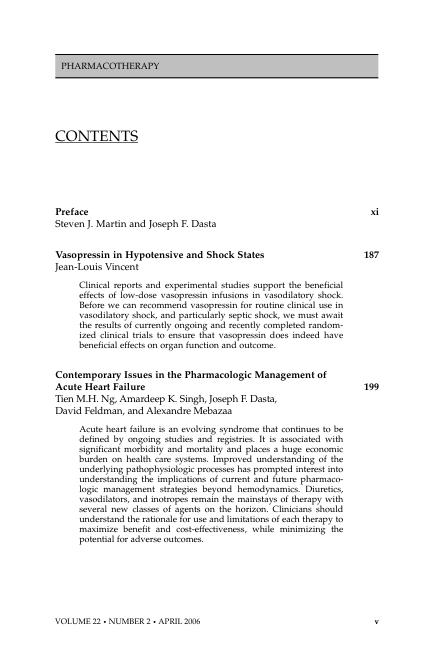 PHARMACOTHERAPY
CONTENTS
Preface xi
Steven J. Martin and Joseph F. Dasta
Vasopressin in Hypotensive and Shock States 187
Jean-Louis Vincent
Clinical reports and experimental studies support the beneficial
effects of low-dose vasopressin infusions in vasodilatory shock.
Before we can recommend vasopressin for routine clinical use in
vasodilatory shock, and particularly septic shock, we must await
the results of currently ongoing and recently completed random-
ized clinical trials to ensure that vasopressin does indeed have
beneficial effects on organ function and outcome.
Contemporary Issues in the Pharmacologic Management of
Acute Heart Failure 199
Tien M.H. Ng, Amardeep K. Singh, Joseph F. Dasta,
David Feldman, and Alexandre Mebazaa
Acute heart failure is an evolving syndrome that continues to be
defined by ongoing studies and registries. It is associated with
significant morbidity and mortality and places a huge economic
burden on health care systems. Improved understanding of the
underlying pathophysiologic processes has prompted interest into
understanding the implications of current and future pharmaco-
logic management strategies beyond hemodynamics. Diuretics,
vasodilators, and inotropes remain the mainstays of therapy with
several new classes of agents on the horizon. Clinicians should
understand the rationale for use and limitations of each therapy to
maximize benefit and cost-effectiveness, while minimizing the
potential for adverse outcomes.
VOLUME 22 • NUMBER 2 • APRIL 2006 v